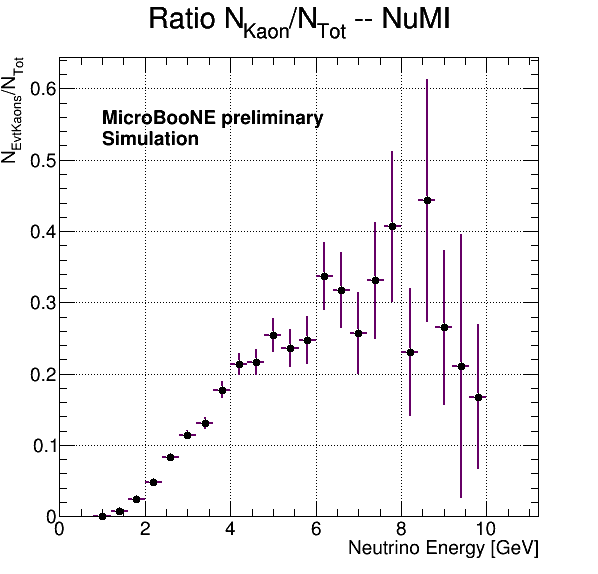 Ratio N_Kaon/N_Tot -- NuMI
N_EvtKaons/N_Tot
0.6
MicroBooNE preliminary
Simulation
0.5
0.4
0.3
0.2
0.1
0
0 2 4 6 8 10
Neutrino Energy [GeV]